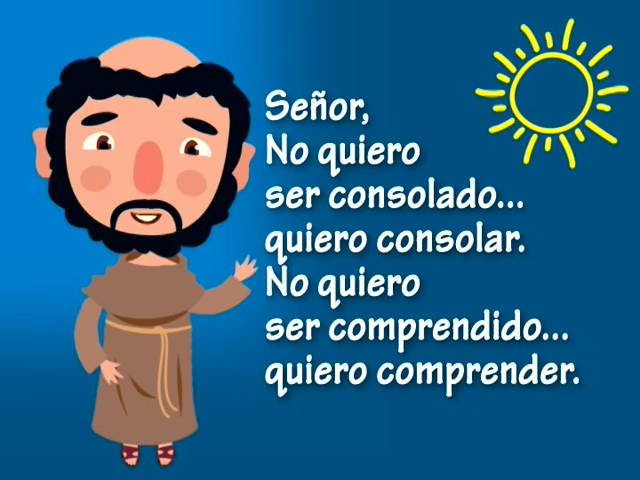 Señor,
No quiero
ser consolado...
quiero consolar.
No quiero
ser comprendido...
quiero comprender.